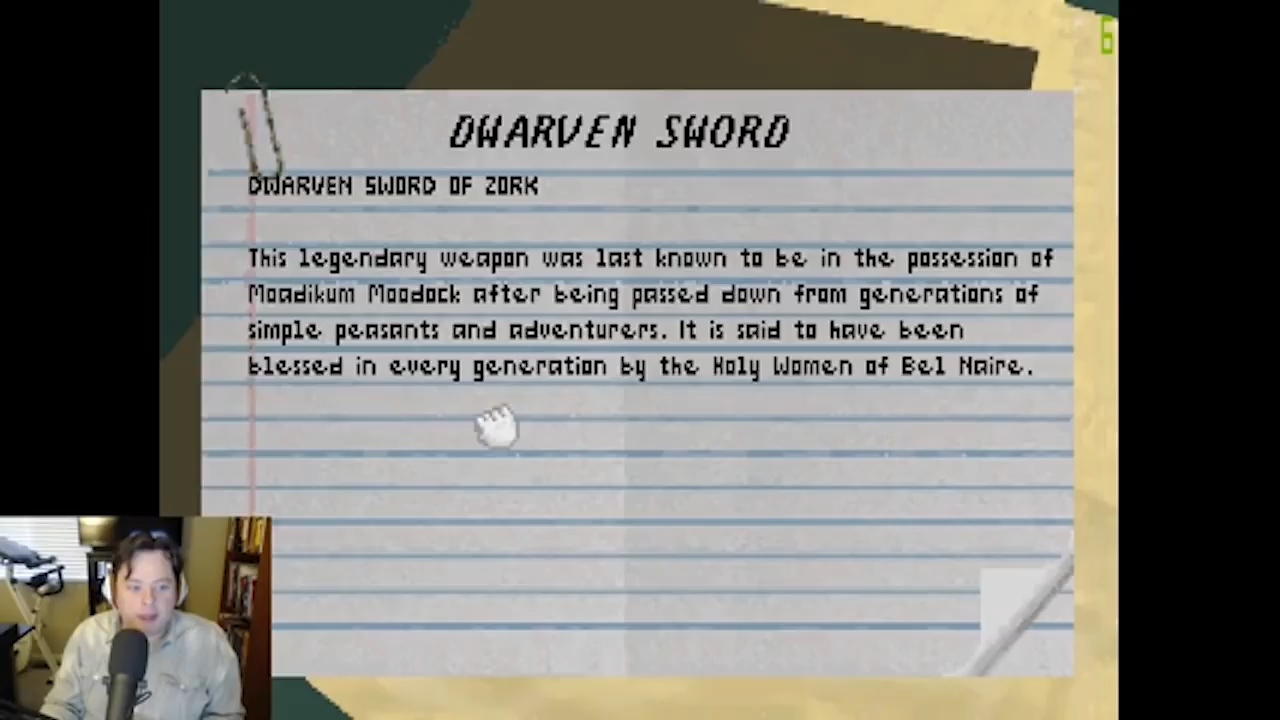 6
DWARVEN SWORD
DWARVEN SWORD OF ZORK
This legendary weapon was last known to be in the possession of
Moadikum Moodock after being passed down from generations of
simple peasants and adventurers. It is said to have been
blessed in every generation by the Holy Women of Bel Naire.